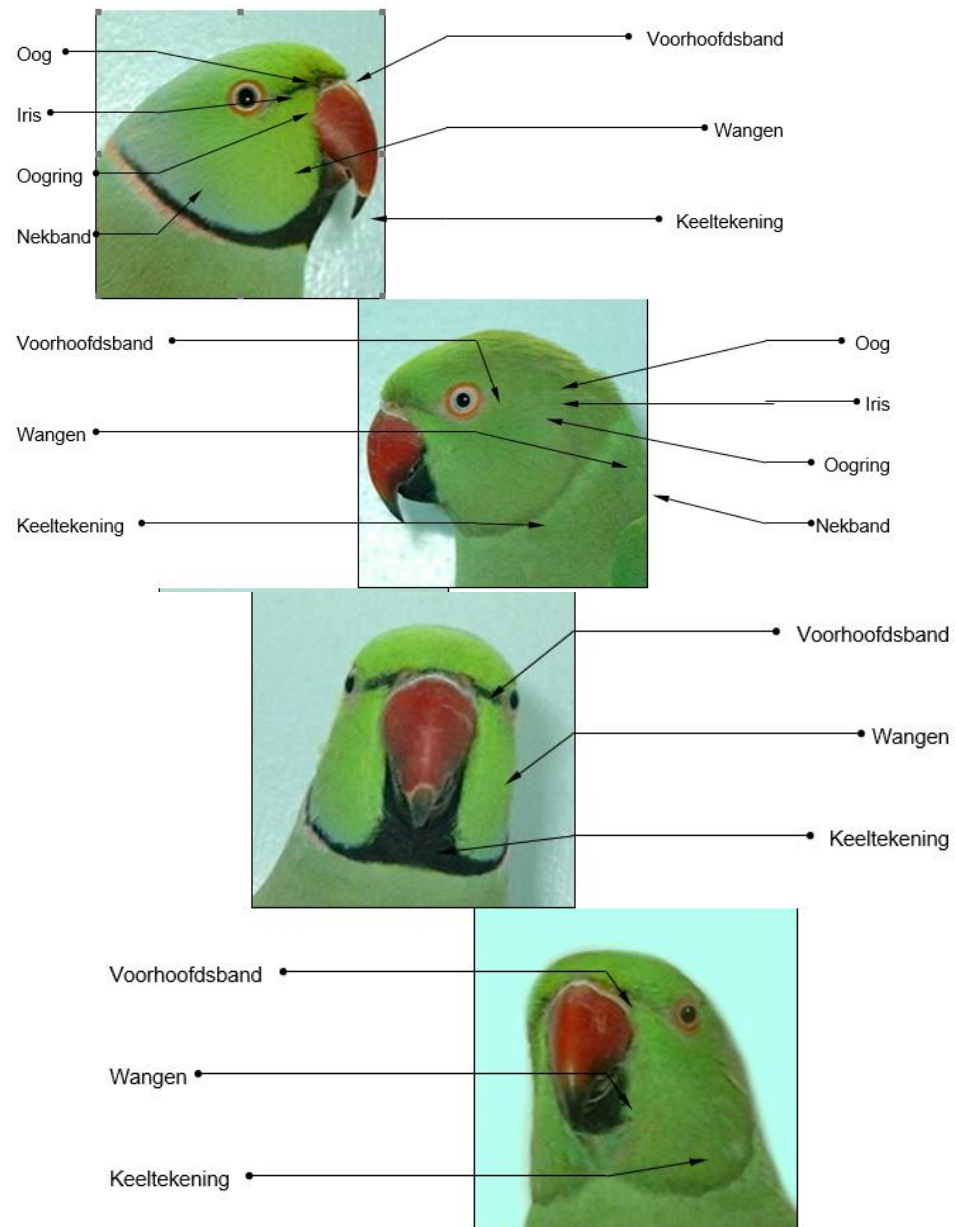 Oog
Voorhoofdsband
Iris
Wangen
Oogring
Keeltekening
Nekband
Voorhoofdsband
Oog
Iris
Wangen
Oogring
Keeltekening
Nekband
Voorhoofdsband
Wangen
Keeltekening
Voorhoofdsband
Wangen
Keeltekening